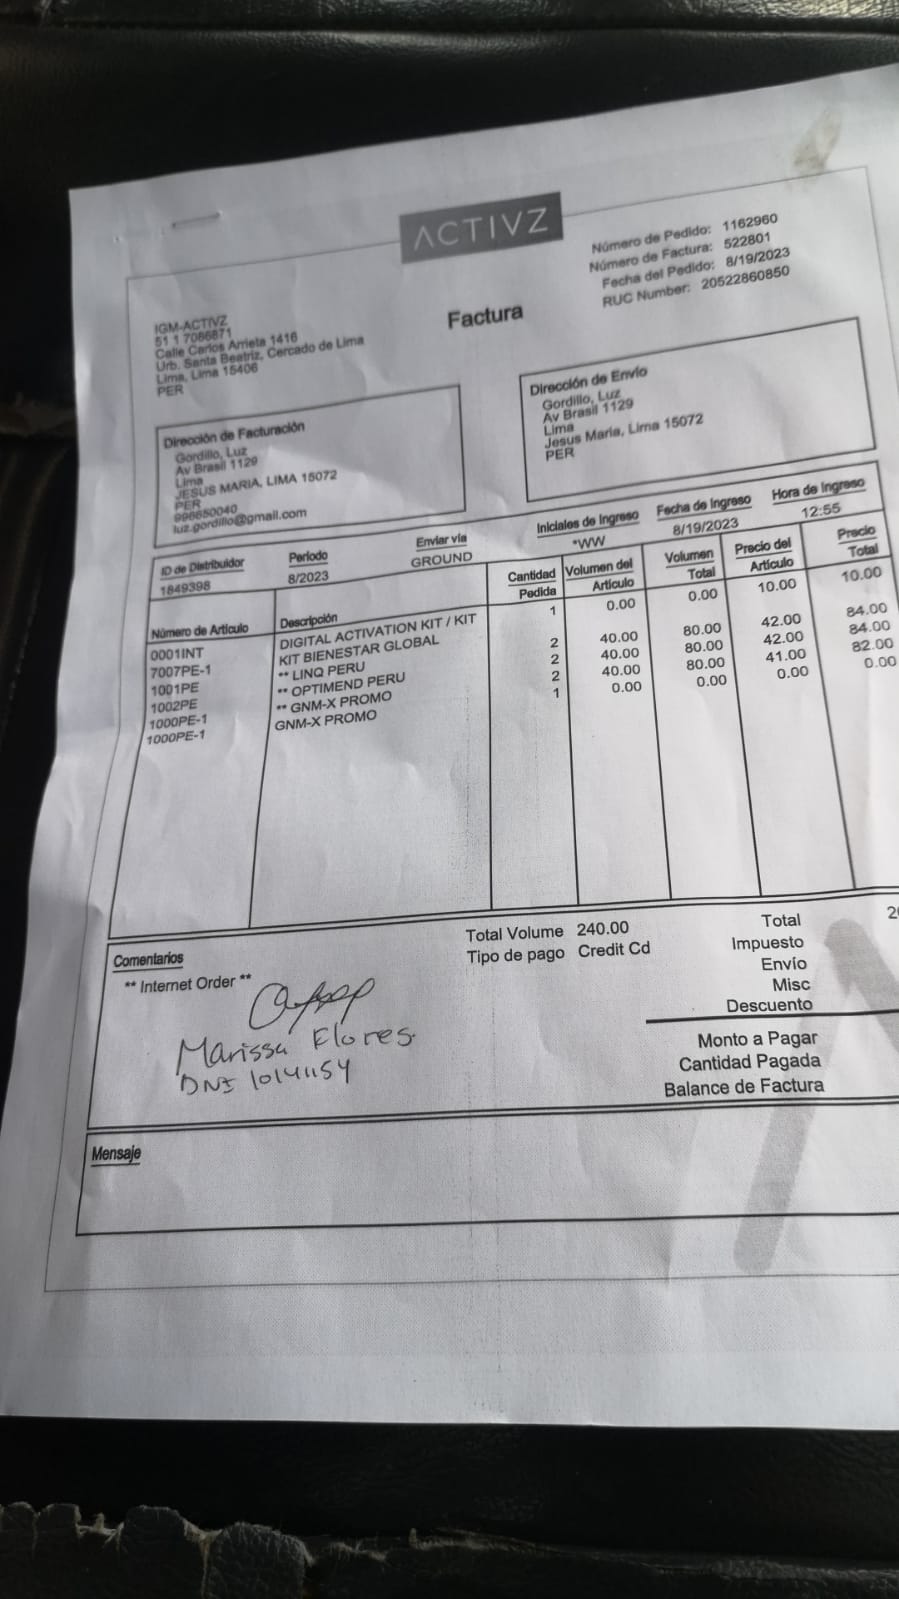 ACTIVZ
Número de Pedido: 1162960
Número de Factura: 522801
Fecha del Pedido: 8/19/2023
RUC Number: 20522860850
Factura
IGM-ACTIVZ
51 1 7086871
Calle Carlos Arrieta 1416
Urb. Santa Beatriz, Cercado de Lima
Lima, Lima 15406
PER
Dirección de Facturación
Gordillo, Luz
Av Brasil 1129
Lima
JESUS MARIA, LIMA 15072
PER
996650040
luz.gordillo@gmail.com
Dirección de Envío
Gordillo, Luz
Av Brasil 1129
Lima
Jesus Maria, Lima 15072
PER
ID de Distribuidor Periodo Enviar vía Iniciales de Ingreso Fecha de Ingreso Hora de Ingreso
1849398 8/2023 GROUND *WW 8/19/2023 12:55
Número de Articulo Descripción Cantidad Pedida Volumen del Artículo Volumen Total Precio del Artículo Precio Total
0001INT DIGITAL ACTIVATION KIT / KIT 1 0.00 0.00 10.00 10.00
7007PE-1 KIT BIENESTAR GLOBAL
1001PE ** LINQ PERU 2 40.00 80.00 42.00 84.00
1002PE ** OPTIMEND PERU 2 40.00 80.00 42.00 84.00
1000PE-1 ** GNM-X PROMO 2 40.00 80.00 41.00 82.00
1000PE-1 GNM-X PROMO 1 0.00 0.00 0.00 0.00
Comentarios
** Internet Order **
Marissa Flores.
DNI 10141154
Total Volume 240.00
Tipo de pago Credit Cd
Total
Impuesto
Envío
Misc
Descuento
Monto a Pagar
Cantidad Pagada
Balance de Factura
Mensaje